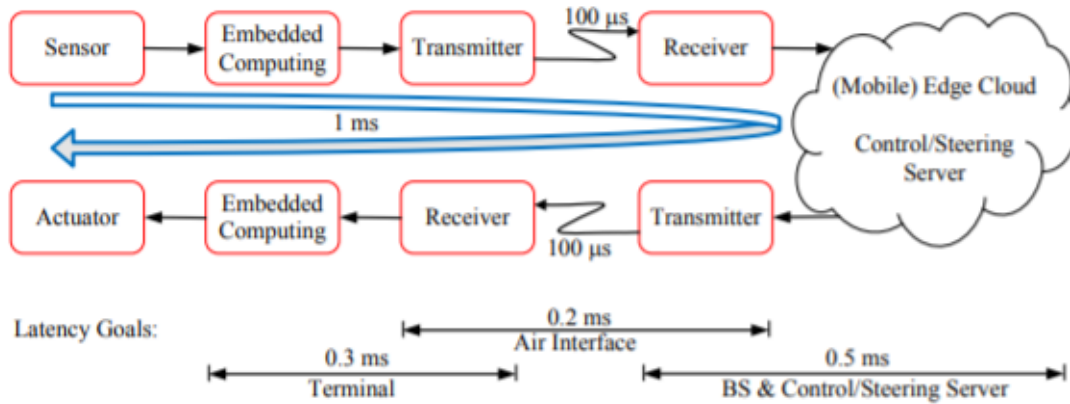 100 μs
Sensor
Embedded
Computing
Transmitter
Receiver
(Mobile) Edge Cloud
1 ms
Control/Steering
Server
Actuator
Embedded
Computing
Receiver
Transmitter
100 μs
Latency Goals:
0.2 ms
Air Interface
0.3 ms
Terminal
0.5 ms
BS & Control/Steering Server